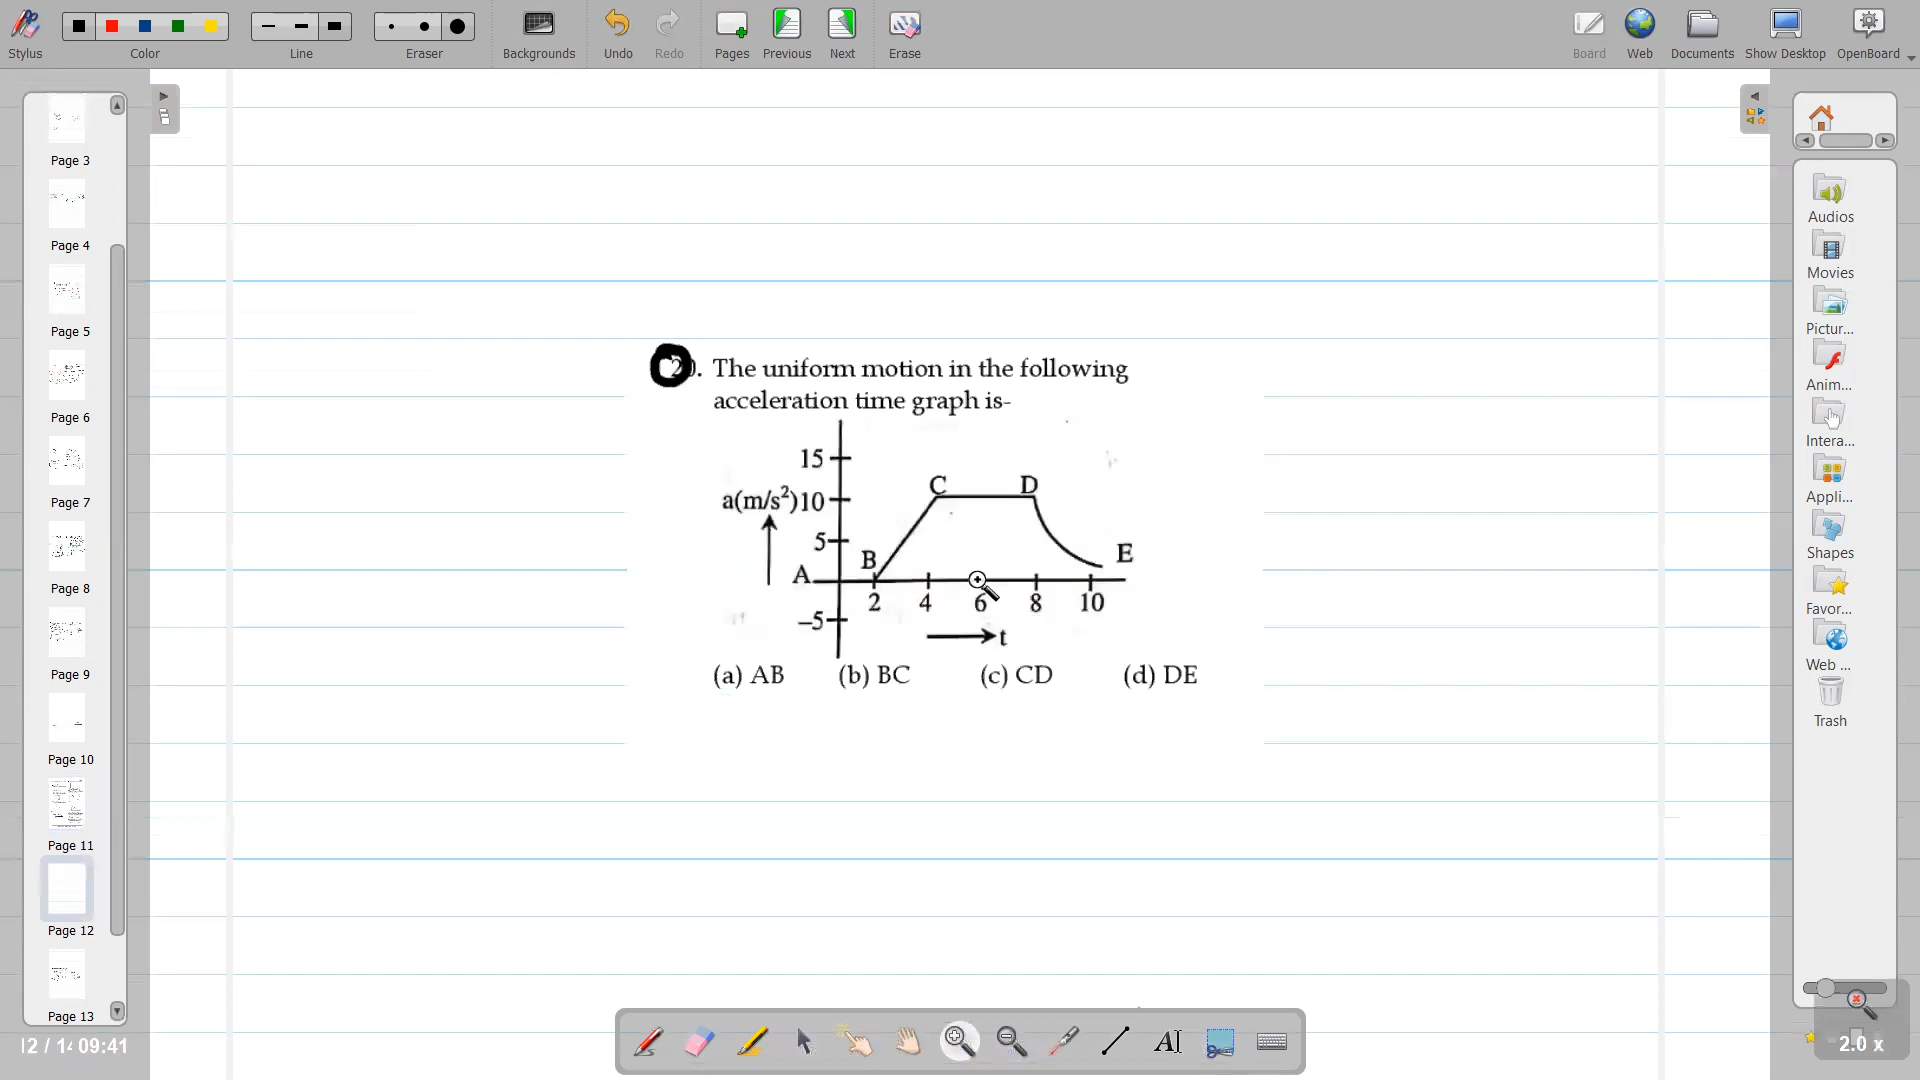 Stylus
Color
Line
Eraser
Backgrounds
Undo
Redo
Pages
Previous
Next
Erase
Board
Web
Documents
Show Desktop
OpenBoard
Page 3
Page 4
Page 5
Page 6
Page 7
Page 8
Page 9
Page 10
Page 11
Page 12
Page 13
12 / 14 09:41
The uniform motion in the following
acceleration time graph is-
15
a(m/s²)10
5
-5
A
B
C
D
E
2 4 6 8 10
t
(a) AB (b) BC (c) CD (d) DE
Audios
Movies
Pictur...
Anim...
Intera...
Appli...
Shapes
Favor...
Web ...
Trash
2.0 x